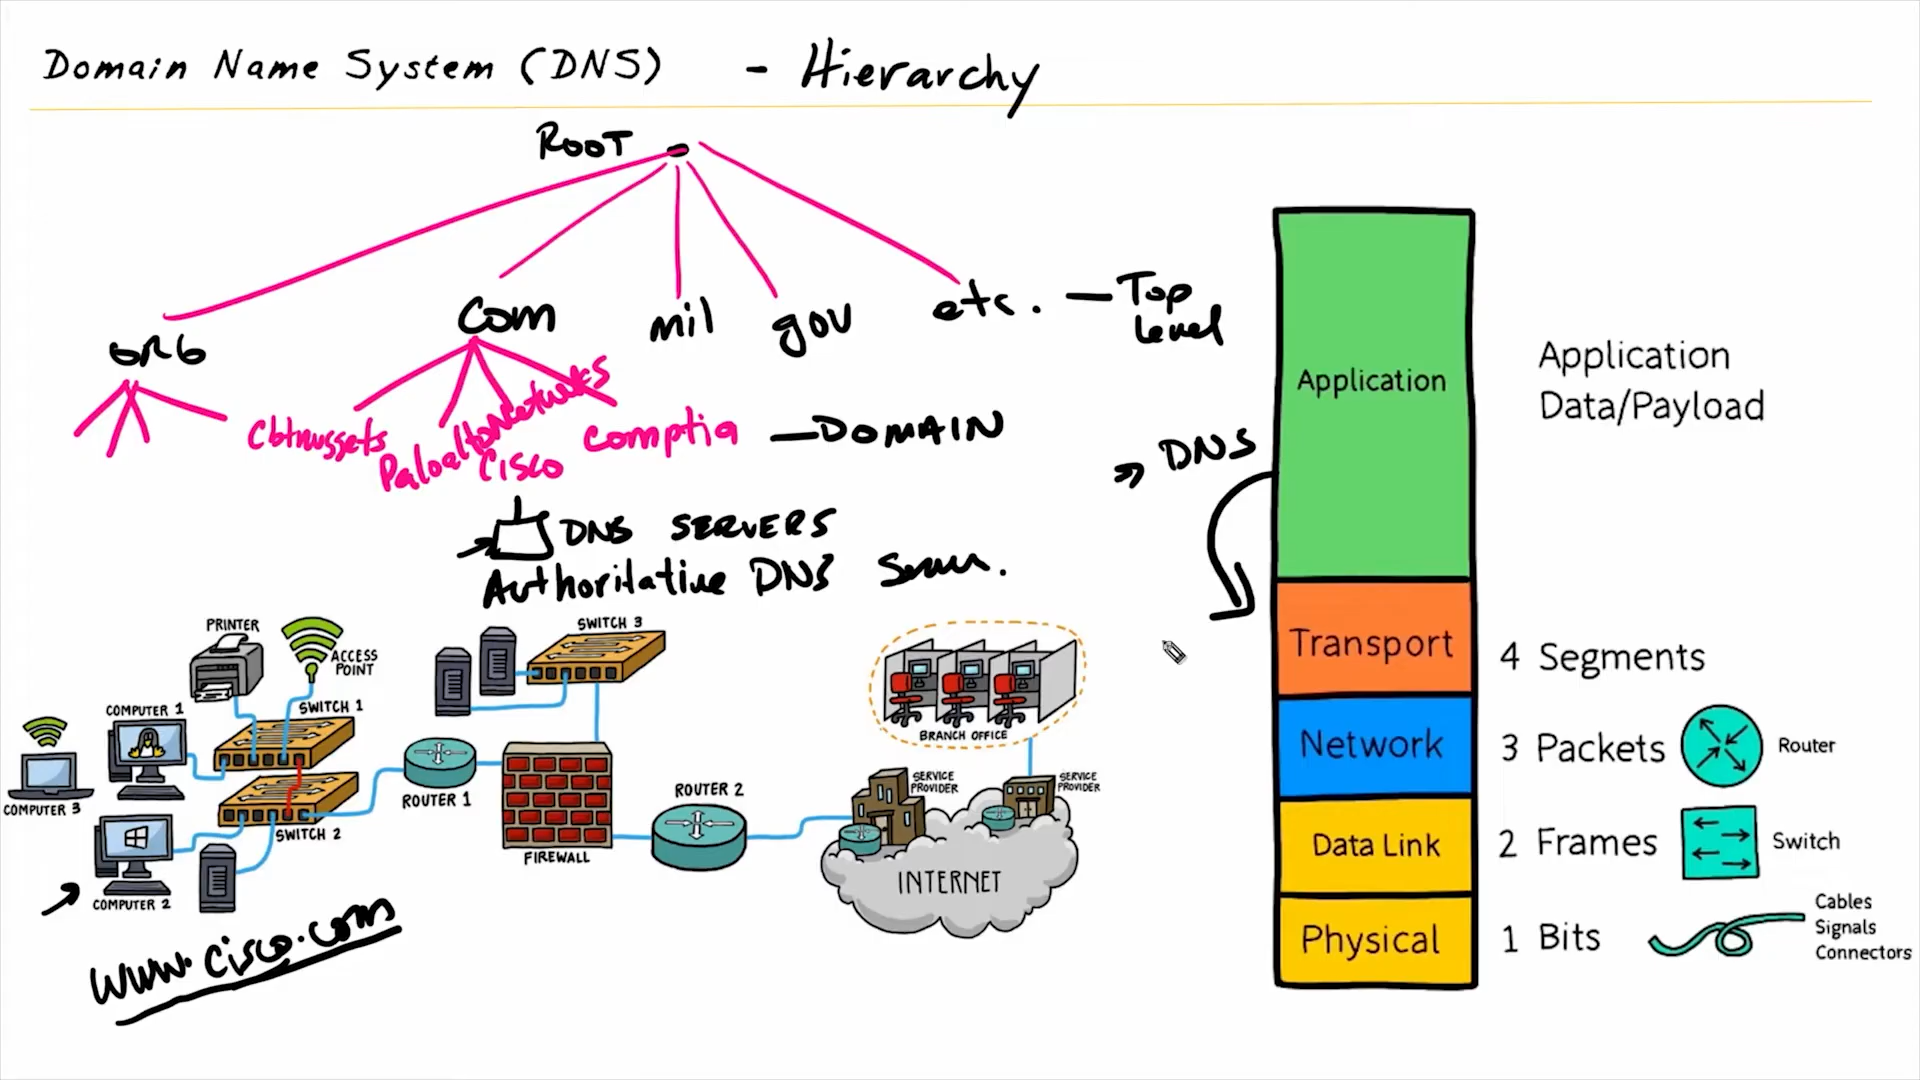 Domain Name System (DNS) - Hierarchy
ROOT .
ORG
Com
mil
gov
etc. — Top
Level
Cbtnuggets
Paloaltonetworks
Cisco
Comptia — DOMAIN
DNS SERVERS
Authoritative DNS Server.
DNS
PRINTER
ACCESS
POINT
COMPUTER 1
SWITCH 1
COMPUTER 3
SWITCH 2
COMPUTER 2
www.cisco.com
SWITCH 3
ROUTER 1
FIREWALL
ROUTER 2
BRANCH OFFICE
SERVICE
PROVIDER
SERVICE
PROVIDER
INTERNET
Application
Application
Data/Payload
Transport
4 Segments
Network
3 Packets
Router
Data Link
2 Frames
Switch
Physical
1 Bits
Cables
Signals
Connectors